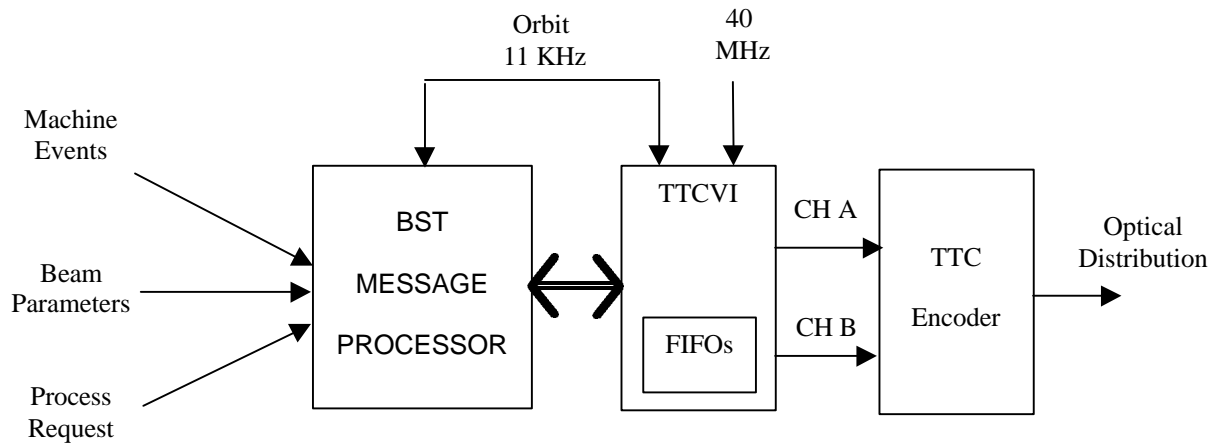 Orbit
11 KHz
40
MHz
Machine
Events
Beam
Parameters
Process
Request
BST
MESSAGE
PROCESSOR
TTCVI
FIFOs
CH A
CH B
TTC
Encoder
Optical
Distribution